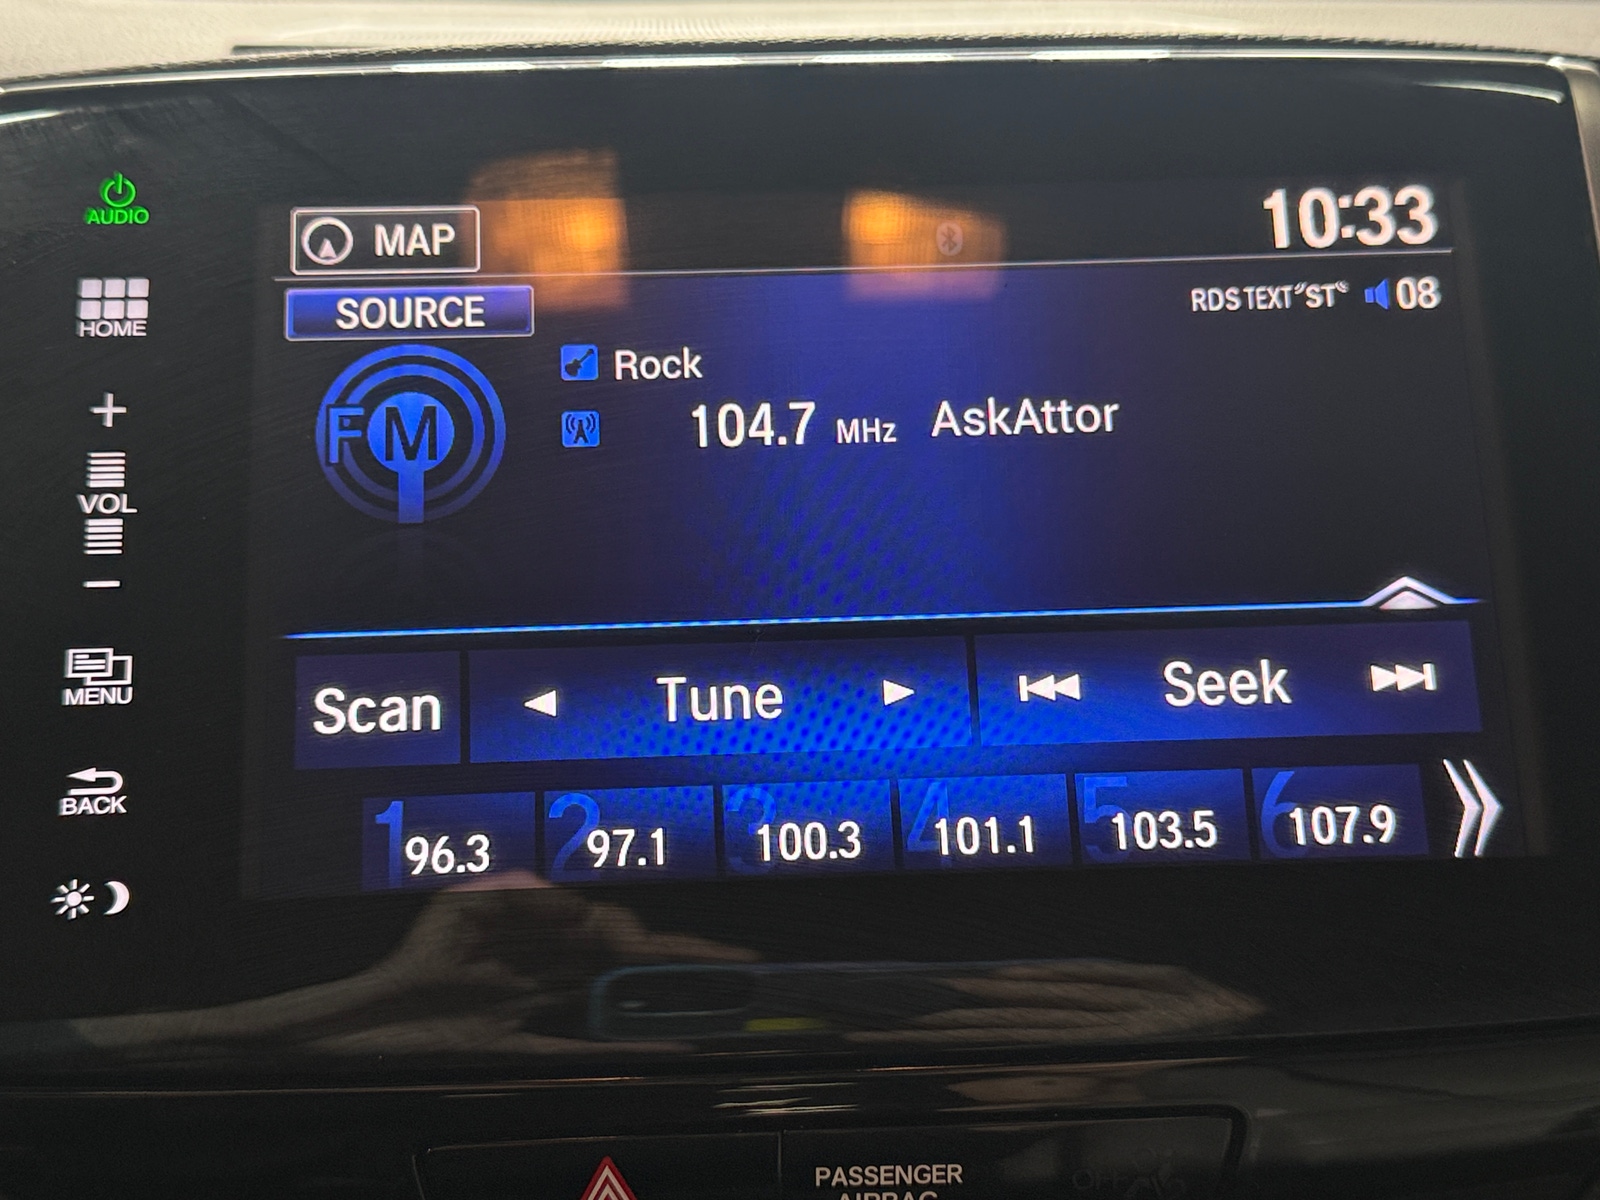 AUDIO
MAP
10:33
HOME
SOURCE
RDS TEXT "ST" 08
FM
Rock
104.7 MHz AskAttor
+
VOL
−
MENU
Scan
Tune
Seek
BACK
1 96.3
2 97.1
3 100.3
4 101.1
5 103.5
6 107.9
PASSENGER
AIRBAG
OFF